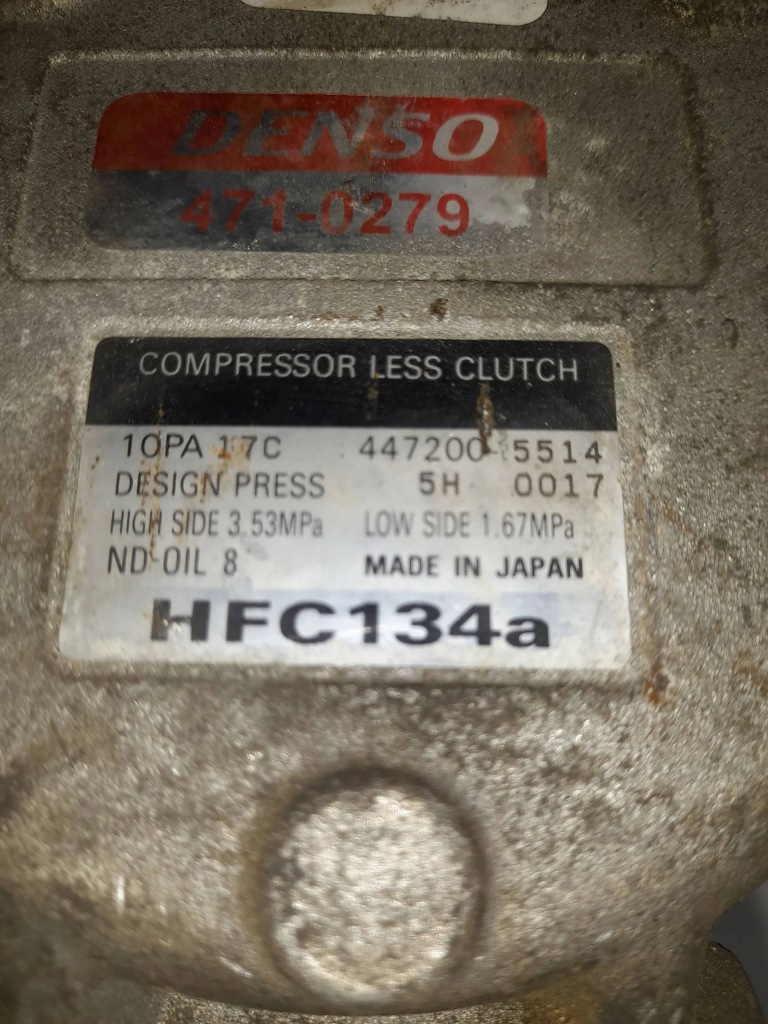 DENSO
471-0279
COMPRESSOR LESS CLUTCH
10PA 17C 447200-5514
DESIGN PRESS 5H 0017
HIGH SIDE 3.53MPa LOW SIDE 1.67MPa
ND-OIL 8 MADE IN JAPAN
HFC134a